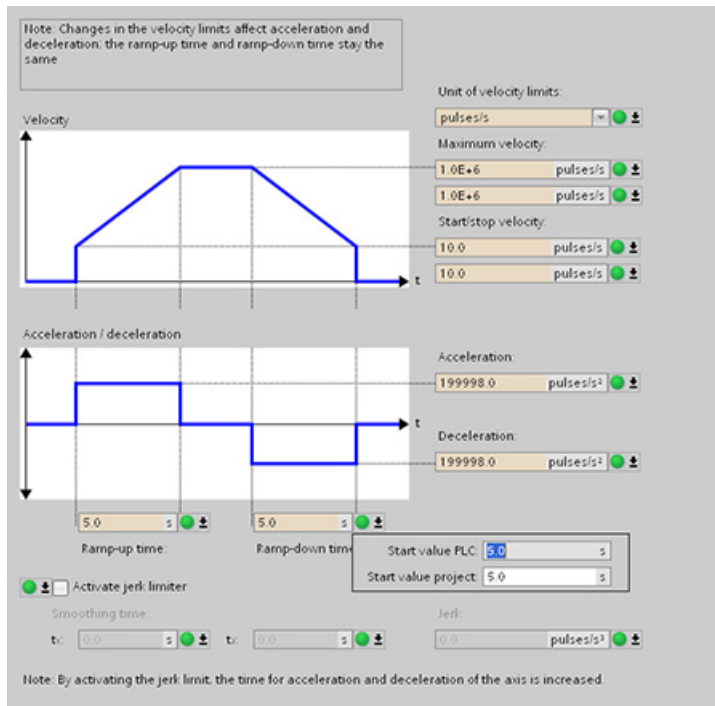 Note: Changes in the velocity limits affect acceleration and
deceleration; the ramp-up time and ramp-down time stay the
same
Unit of velocity limits:
Velocity
pulses/s
Maximum velocity:
1.0E+6 pulses/s
1.0E+6 pulses/s
Start/stop velocity:
10.0 pulses/s
10.0 pulses/s
t
Acceleration / deceleration
Acceleration:
199998.0 pulses/s²
t
Deceleration:
199998.0 pulses/s²
5.0 s
5.0 s
Ramp-up time:
Ramp-down time
Start value PLC: 5.0 s
Start value project: 5.0 s
Activate jerk limiter
Smoothing time:
Jerk:
0.0 s
0.0 s
0.0 pulses/s³
Note: By activating the jerk limit, the time for acceleration and deceleration of the axis is increased.